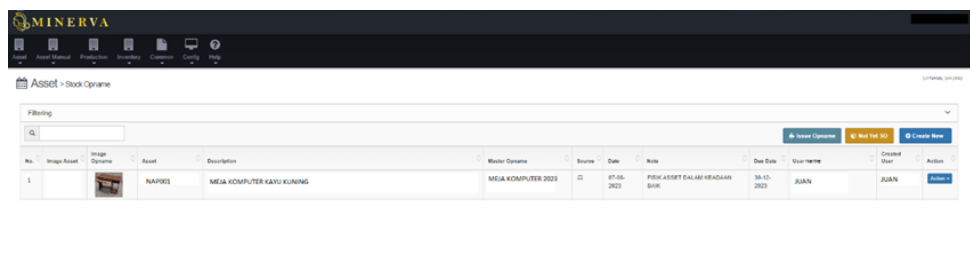 MINERVA
Asset Asset Manual Production Inventory Common Config Help
Asset > Stock Opname
Filtering
Issue Opname Not Yet SO Create New
No. Image Asset Image Opname Asset Description Master Opname Source Date Note Due Date User Name Created User Action
1 NAP001 MEJA KOMPUTER KAYU KUNING MEJA KOMPUTER 2023 07-06-2023 FISIK ASSET DALAM KEADAAN BAIK 30-12-2023 JUAN JUAN Action